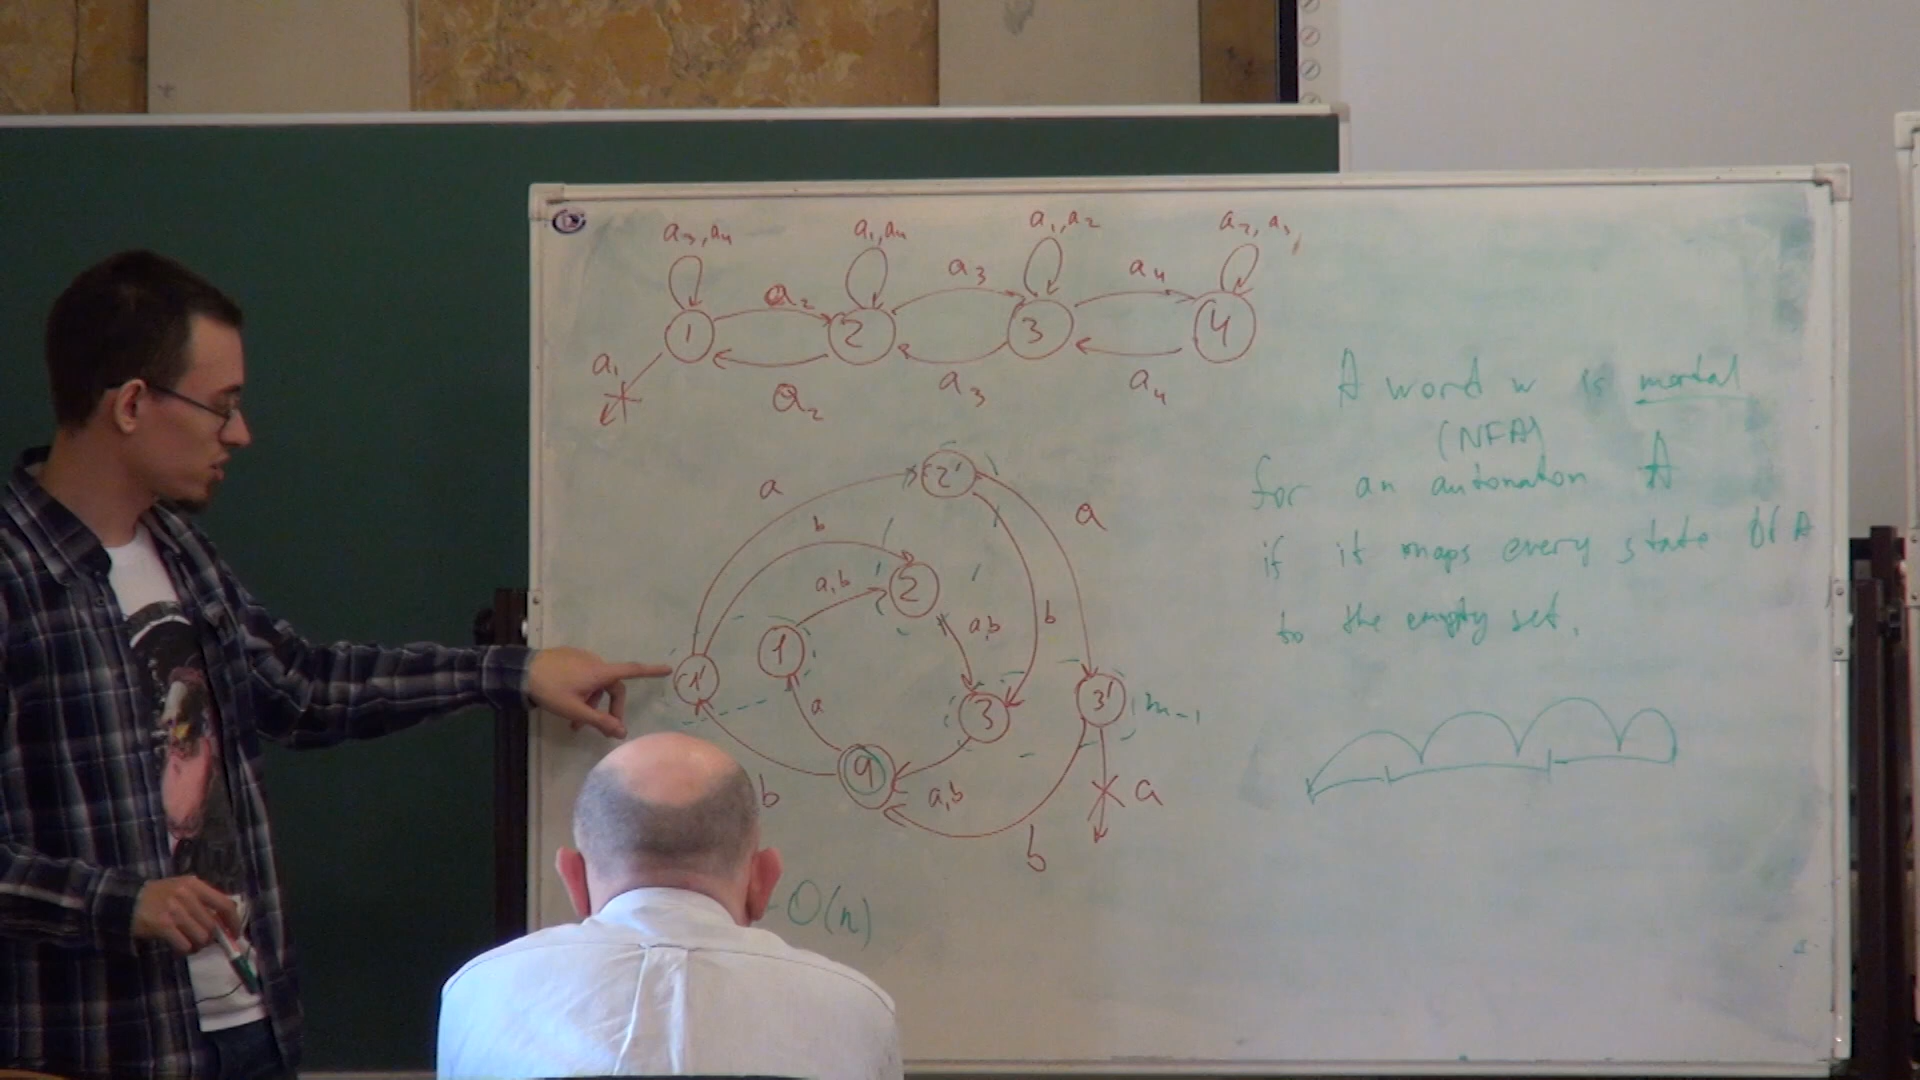 a₃,a₄ a₁,a₄ a₁,a₂ a₂,a₃,
a₂ a₃ a₄
1 2 3 4
a₁ a₂ a₃ a₄
A word w is mortal
(NFA)
for an automaton A
if it maps every state of A
to the empty set.
2'
a a
b
2
a,b
a,b b
1
1' 3' m-1
a 3
q
b a,b a
b
O(n)